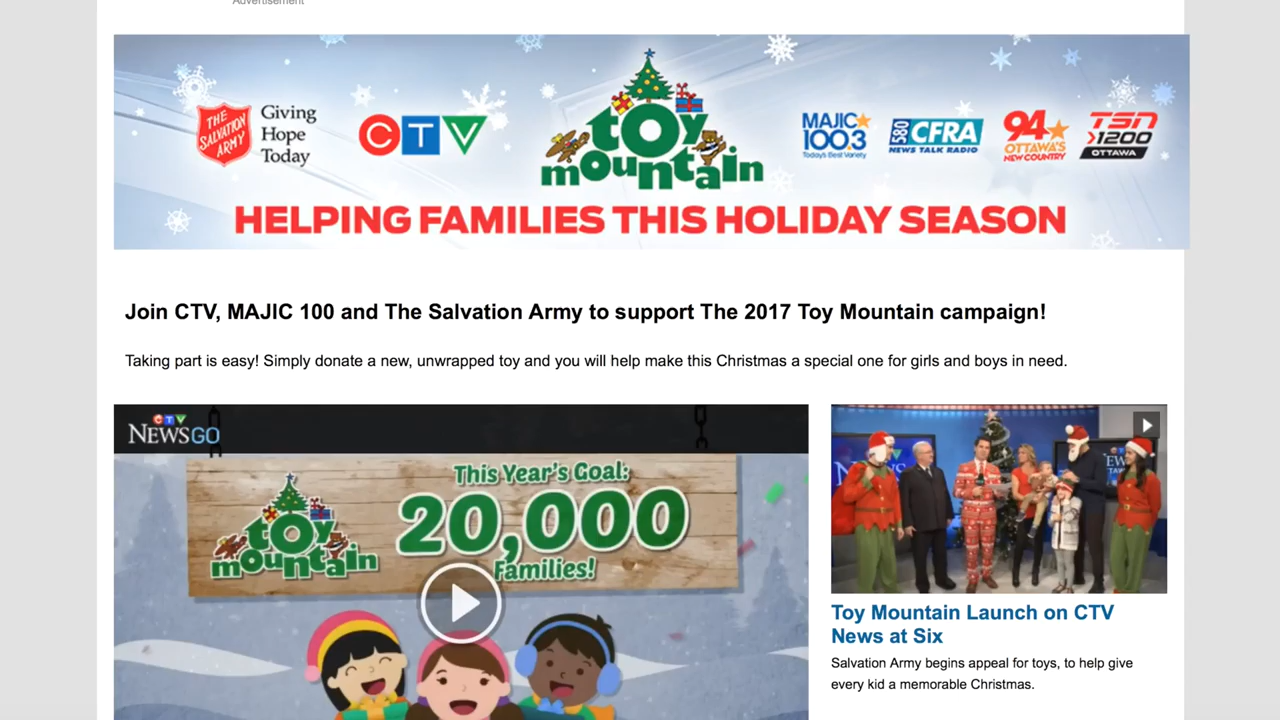 Advertisement
THE
SALVATION
ARMY
Giving
Hope
Today
CTV
toy
mountain
MAJIC
100.3
Today's Best Variety
580 CFRA
NEWS TALK RADIO
94
OTTAWA'S
NEW COUNTRY
TSN
1200
OTTAWA
HELPING FAMILIES THIS HOLIDAY SEASON
Join CTV, MAJIC 100 and The Salvation Army to support The 2017 Toy Mountain campaign!
Taking part is easy! Simply donate a new, unwrapped toy and you will help make this Christmas a special one for girls and boys in need.
CTV
NEWS GO
This Year's Goal:
20,000
Families!
toy
mountain
Toy Mountain Launch on CTV
News at Six
Salvation Army begins appeal for toys, to help give
every kid a memorable Christmas.